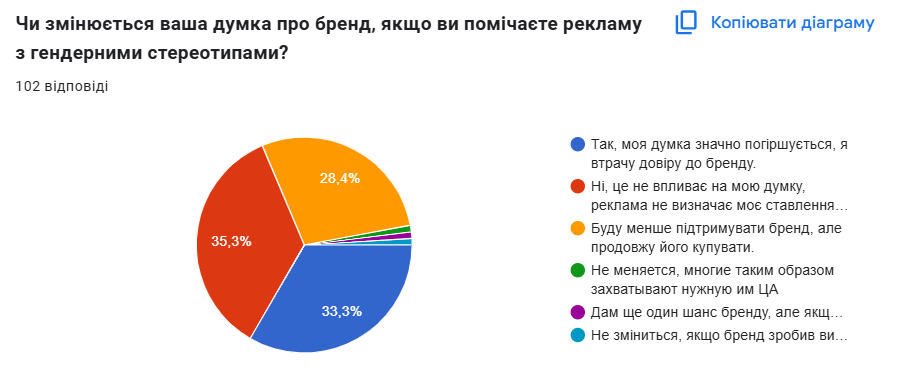 Чи змінюється ваша думка про бренд, якщо ви помічаєте рекламу
з гендерними стереотипами?
Копіювати діаграму
102 відповіді
28,4%
35,3%
33,3%
Так, моя думка значно погіршується, я
втрачу довіру до бренду.
Ні, це не впливає на мою думку,
реклама не визначає моє ставлення…
Буду менше підтримувати бренд, але
продовжу його купувати.
Не меняется, многие таким образом
захватывают нужную им ЦА
Дам ще один шанс бренду, але якщ…
Не зміниться, якщо бренд зробив ви…